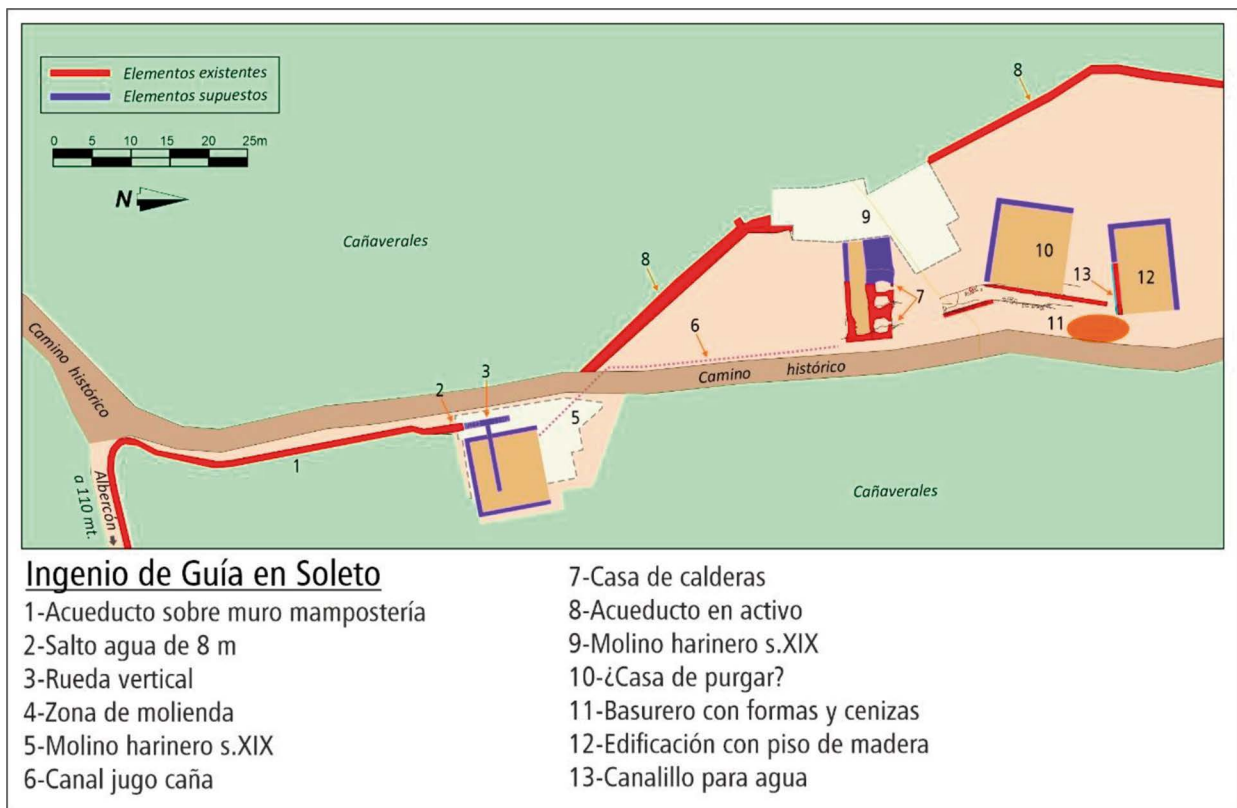 Elementos existentes
Elementos supuestos
0 5 10 15 20 25m
N
Cañaverales
8
9
10
13
12
7
8
6
11
Camino histórico
Camino histórico
2
3
5
1
Albercón
a 110 mt.
Cañaverales
Ingenio de Guía en Soleto
1-Acueducto sobre muro mampostería
2-Salto agua de 8 m
3-Rueda vertical
4-Zona de molienda
5-Molino harinero s.XIX
6-Canal jugo caña
7-Casa de calderas
8-Acueducto en activo
9-Molino harinero s.XIX
10-¿Casa de purgar?
11-Basurero con formas y cenizas
12-Edificación con piso de madera
13-Canalillo para agua